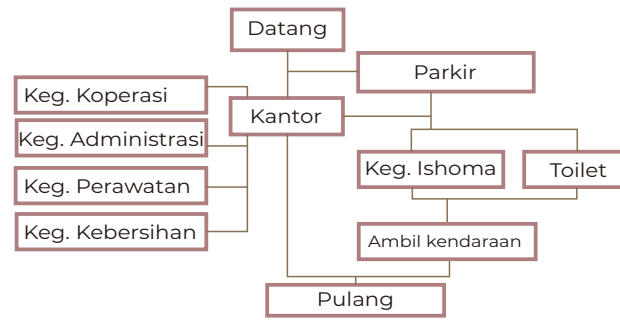 Datang
Parkir
Keg. Koperasi
Kantor
Keg. Administrasi
Keg. Ishoma
Toilet
Keg. Perawatan
Keg. Kebersihan
Ambil kendaraan
Pulang